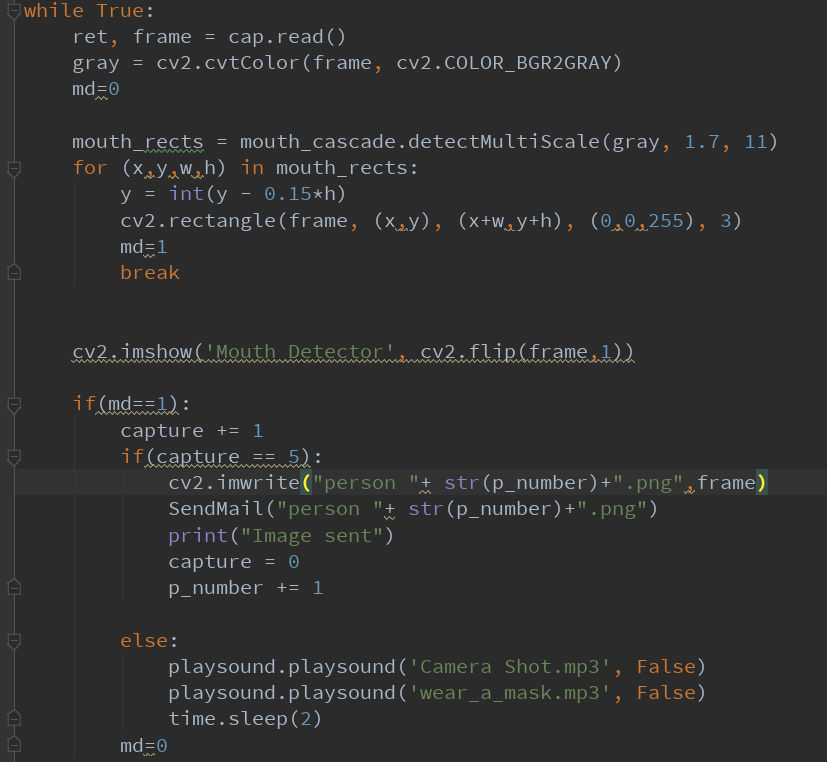 while True:
    ret, frame = cap.read()
    gray = cv2.cvtColor(frame, cv2.COLOR_BGR2GRAY)
    md=0

    mouth_rects = mouth_cascade.detectMultiScale(gray, 1.7, 11)
    for (x,y,w,h) in mouth_rects:
        y = int(y - 0.15*h)
        cv2.rectangle(frame, (x,y), (x+w,y+h), (0,0,255), 3)
        md=1
        break


    cv2.imshow('Mouth Detector', cv2.flip(frame,1))

    if(md==1):
        capture += 1
        if(capture == 5):
            cv2.imwrite("person "+ str(p_number)+".png",frame)
            SendMail("person "+ str(p_number)+".png")
            print("Image sent")
            capture = 0
            p_number += 1

        else:
            playsound.playsound('Camera Shot.mp3', False)
            playsound.playsound('wear_a_mask.mp3', False)
            time.sleep(2)
        md=0